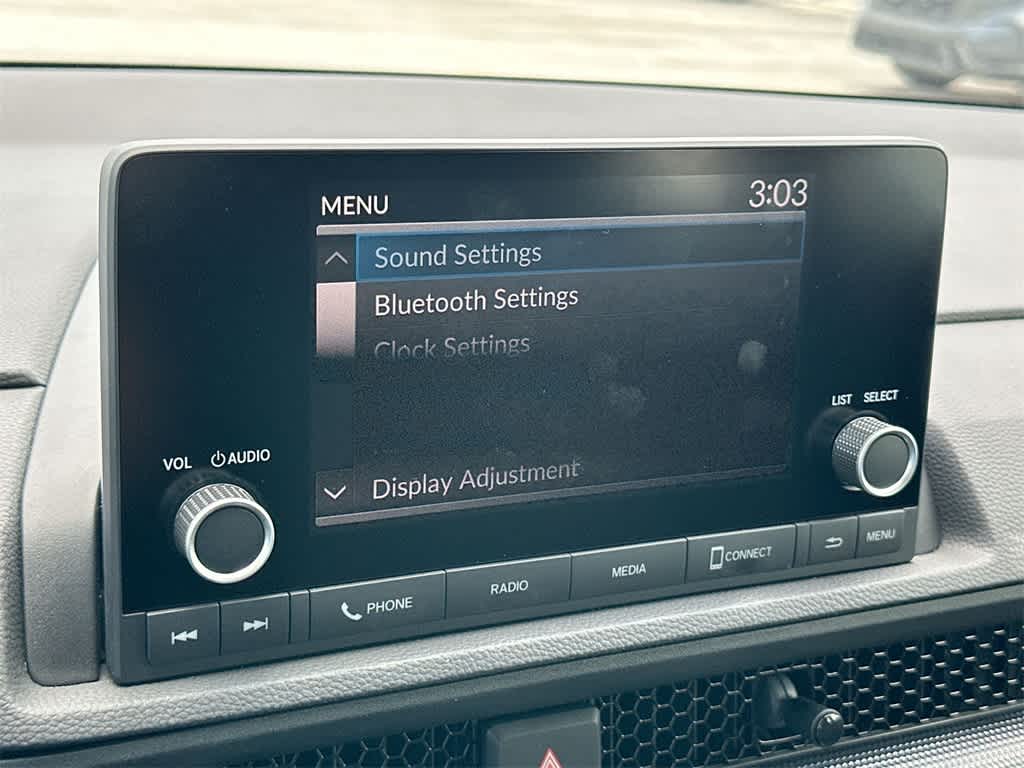 MENU 3:03
Sound Settings
Bluetooth Settings
Clock Settings
Display Adjustment
LIST SELECT
VOL AUDIO
PHONE RADIO MEDIA CONNECT MENU